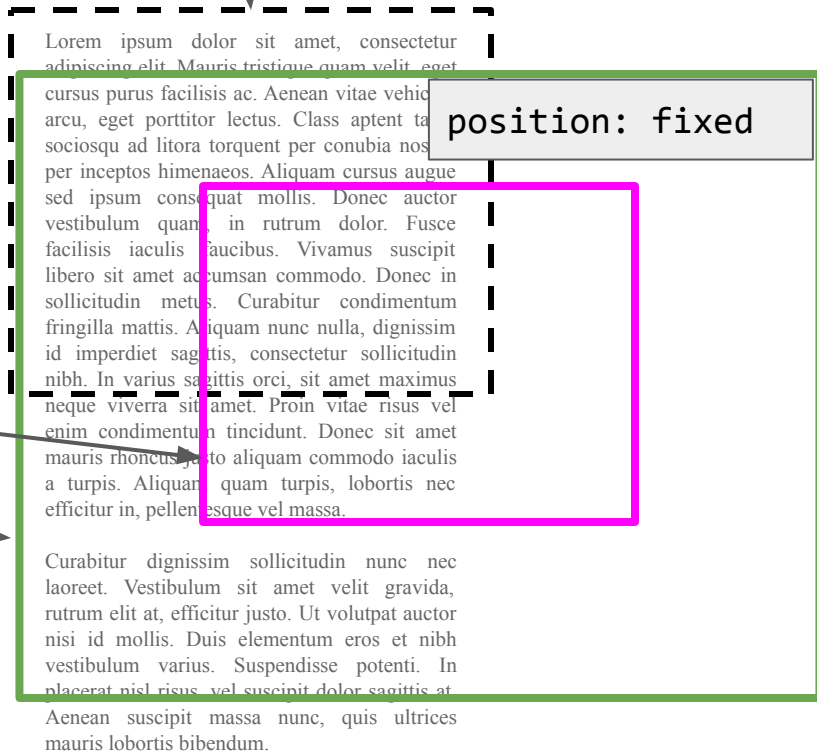 Lorem ipsum dolor sit amet, consectetur
adipiscing elit. Mauris tristique quam velit, eget
cursus purus facilisis ac. Aenean vitae
arcu, eget porttitor lectus. Class aptent
sociosqu ad litora torquent per conubia
per inceptos himenaeos. Aliquam cursus augue
sed ipsum consequat mollis. Donec auctor
vestibulum quam, in rutrum dolor. Fusce
facilisis iaculis faucibus. Vivamus suscipit
libero sit amet accumsan commodo. Donec in
sollicitudin metus. Curabitur condimentum
fringilla mattis. Aliquam nunc nulla, dignissim
id imperdiet sagittis, consectetur sollicitudin
nibh. In varius sagittis orci, sit amet maximus
neque viverra sit amet. Proin vitae risus vel
enim condimentum tincidunt. Donec sit amet
mauris rhoncus justo aliquam commodo iaculis
a turpis. Aliquam quam turpis, lobortis nec
efficitur in, pellentesque vel massa.
Curabitur dignissim sollicitudin nunc nec
laoreet. Vestibulum sit amet velit gravida,
rutrum elit at, efficitur justo. Ut volutpat auctor
nisi id mollis. Duis elementum eros et nibh
vestibulum varius. Suspendisse potenti. In
placerat nisl risus, vel suscipit dolor sagittis at.
Aenean suscipit massa nunc, quis ultrices
mauris lobortis bibendum.
position: fixed